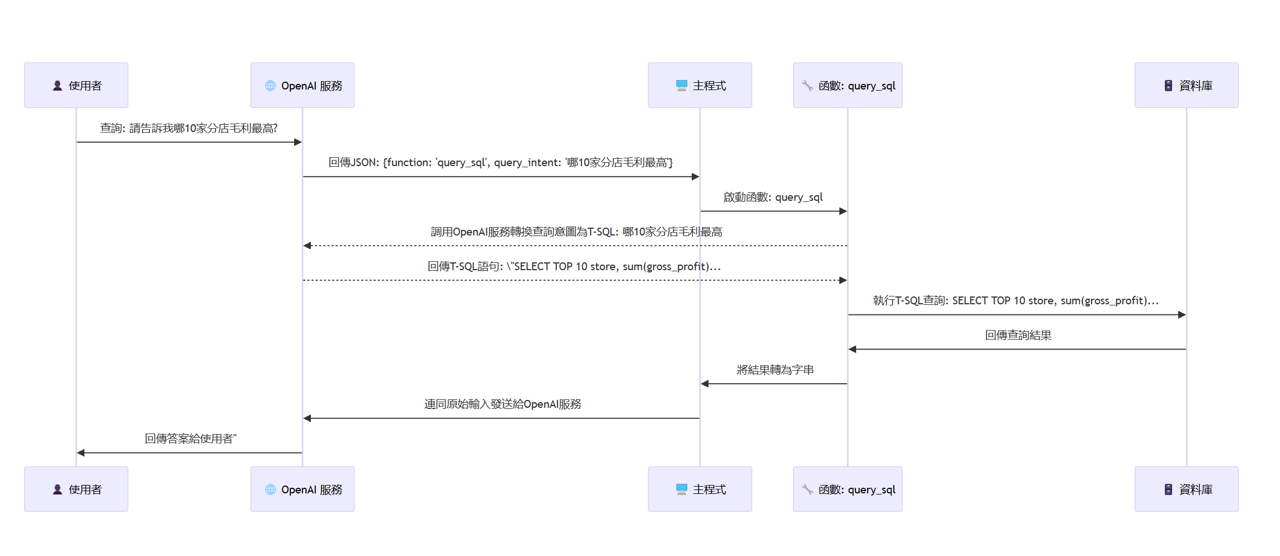 使用者
OpenAI 服務
主程式
函數: query_sql
資料庫
查詢: 請告訴我哪10家分店毛利最高?
回傳JSON: {function: 'query_sql', query_intent: '哪10家分店毛利最高'}
啟動函數: query_sql
調用OpenAI服務轉換查詢意圖為T-SQL: 哪10家分店毛利最高
回傳T-SQL語句: \"SELECT TOP 10 store, sum(gross_profit)...
執行T-SQL查詢: SELECT TOP 10 store, sum(gross_profit)...
回傳查詢結果
將結果轉為字串
連同原始輸入發送給OpenAI服務
回傳答案給使用者"
使用者
OpenAI 服務
主程式
函數: query_sql
資料庫